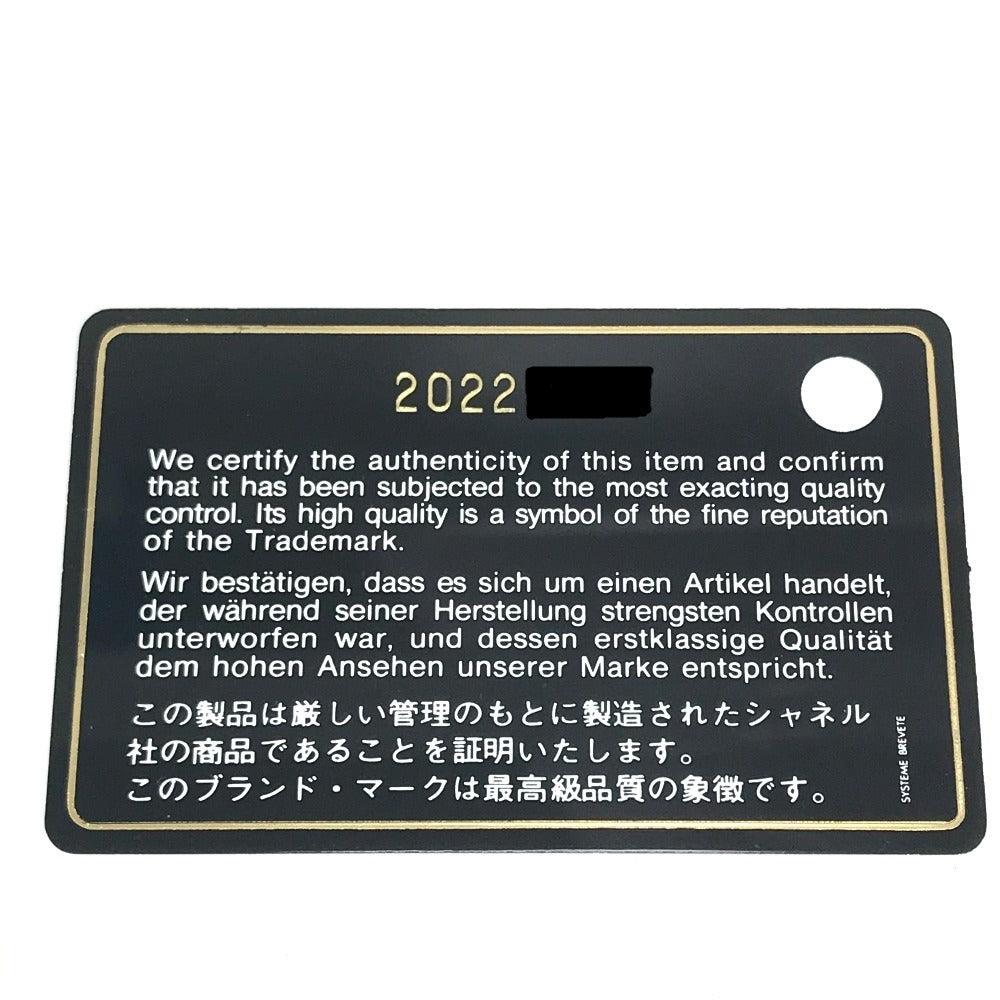 2022
We certify the authenticity of this item and confirm
that it has been subjected to the most exacting quality
control. Its high quality is a symbol of the fine reputation
of the Trademark.
Wir bestätigen, dass es sich um einen Artikel handelt,
der während seiner Herstellung strengsten Kontrollen
unterworfen war, und dessen erstklassige Qualität
dem hohen Ansehen unserer Marke entspricht.
この製品は厳しい管理のもとに製造されたシャネル
社の商品であることを証明いたします。
このブランド・マークは最高級品質の象徴です。
SYSTEME BREVETE